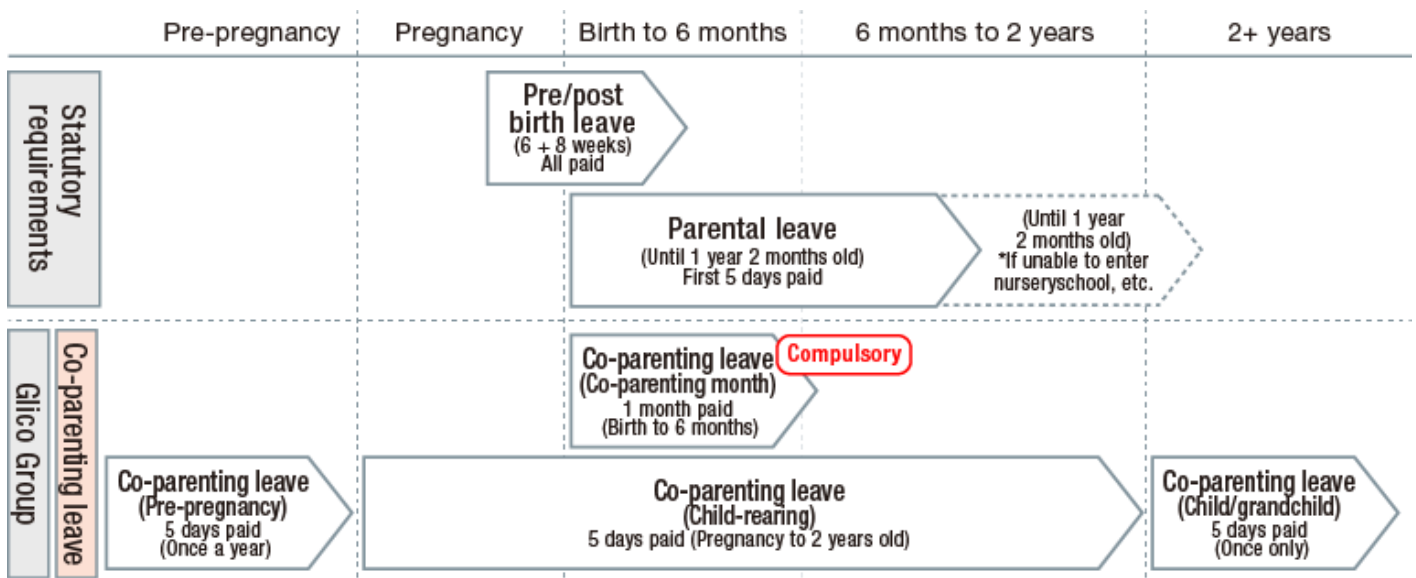 Pre-pregnancy
Pregnancy
Birth to 6 months
6 months to 2 years
2+ years
Statutory
requirements
Pre/post
birth leave
(6 + 8 weeks)
All paid
Parental leave
(Until 1 year 2 months old)
First 5 days paid
(Until 1 year
2 months old)
*If unable to enter
nurseryschool, etc.
Glico Group
Co-parenting leave
Co-parenting leave
(Co-parenting month)
1 month paid
(Birth to 6 months)
Compulsory
Co-parenting leave
(Pre-pregnancy)
5 days paid
(Once a year)
Co-parenting leave
(Child-rearing)
5 days paid (Pregnancy to 2 years old)
Co-parenting leave
(Child/grandchild)
5 days paid
(Once only)